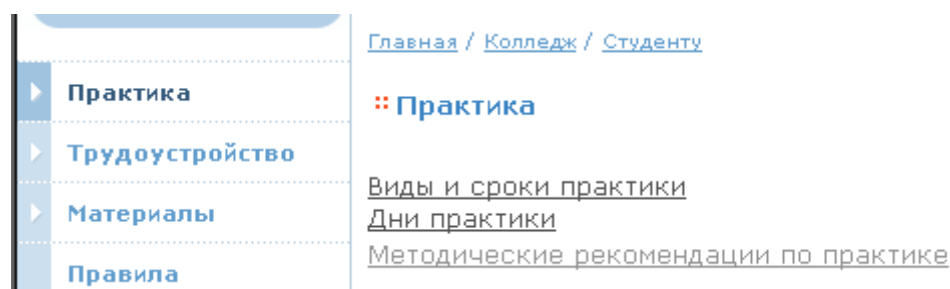 Практика
Трудоустройство
Материалы
Правила
Главная / Колледж / Студенту
Практика
Виды и сроки практики
Дни практики
Методические рекомендации по практике